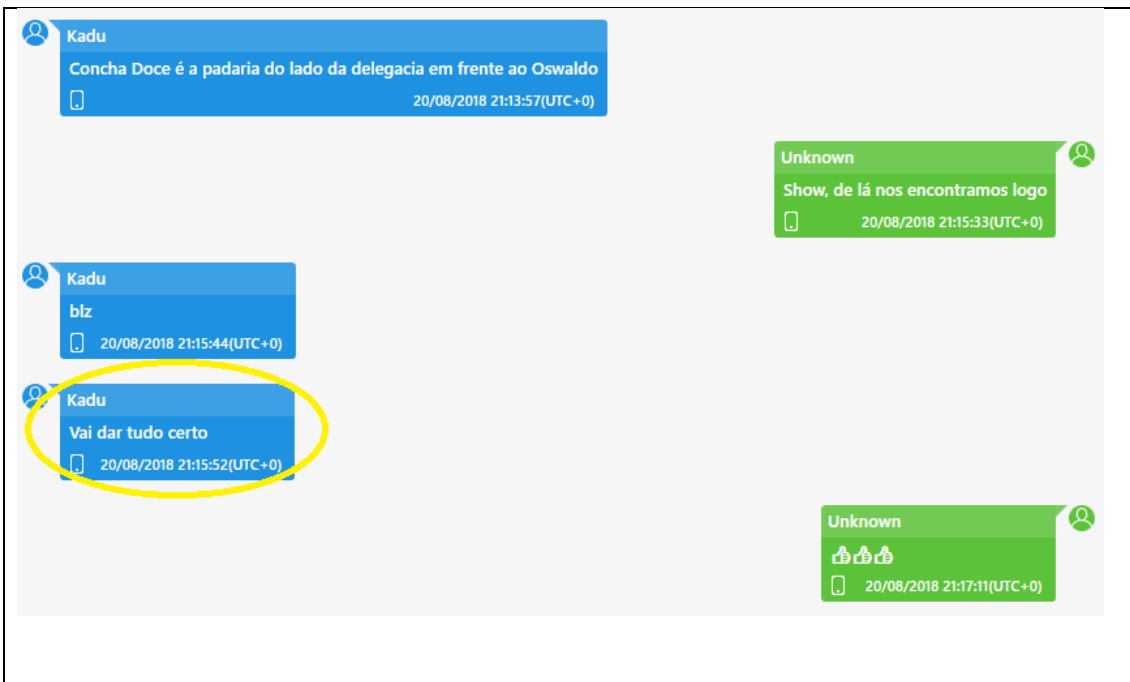 Kadu
Concha Doce é a padaria do lado da delegacia em frente ao Oswaldo
20/08/2018 21:13:57(UTC+0)
Unknown
Show, de lá nos encontramos logo
20/08/2018 21:15:33(UTC+0)
Kadu
blz
20/08/2018 21:15:44(UTC+0)
Kadu
Vai dar tudo certo
20/08/2018 21:15:52(UTC+0)
Unknown
👍👍👍
20/08/2018 21:17:11(UTC+0)